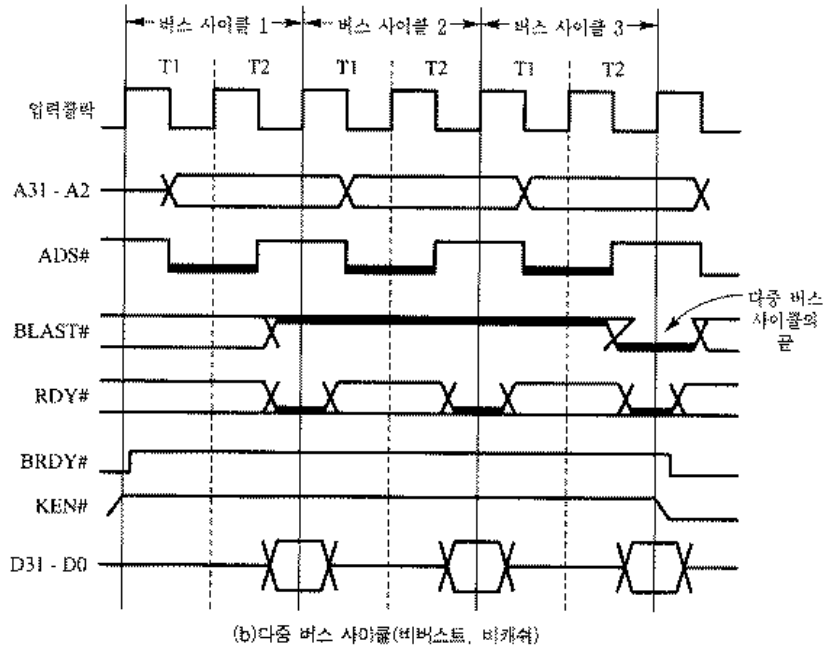 버스 사이클 1 버스 사이클 2 버스 사이클 3
T1 T2 T1 T2 T1 T2
입력클락
A31 - A2
ADS#
다중 버스
사이클의
끝
BLAST#
RDY#
BRDY#
KEN#
D31 - D0
(b)다중 버스 사이클(비버스트, 비캐쉬)